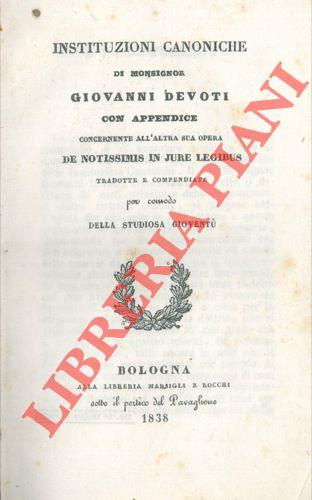 INSTITUZIONI CANONICHE
DI MONSIGNOR
GIOVANNI DEVOTI
CON APPENDICE
CONCERNENTE ALL'ALTRA SUA OPERA
DE NOTISSIMIS IN JURE LEGIBUS
TRADOTTE E COMPENDIATE
per comodo
DELLA STUDIOSA GIOVENTÙ
BOLOGNA
ALLA LIBRERIA MARSIGLI E ROCCHI
sotto il portico del Pavaglione
1838
LIBRERIA PIANI